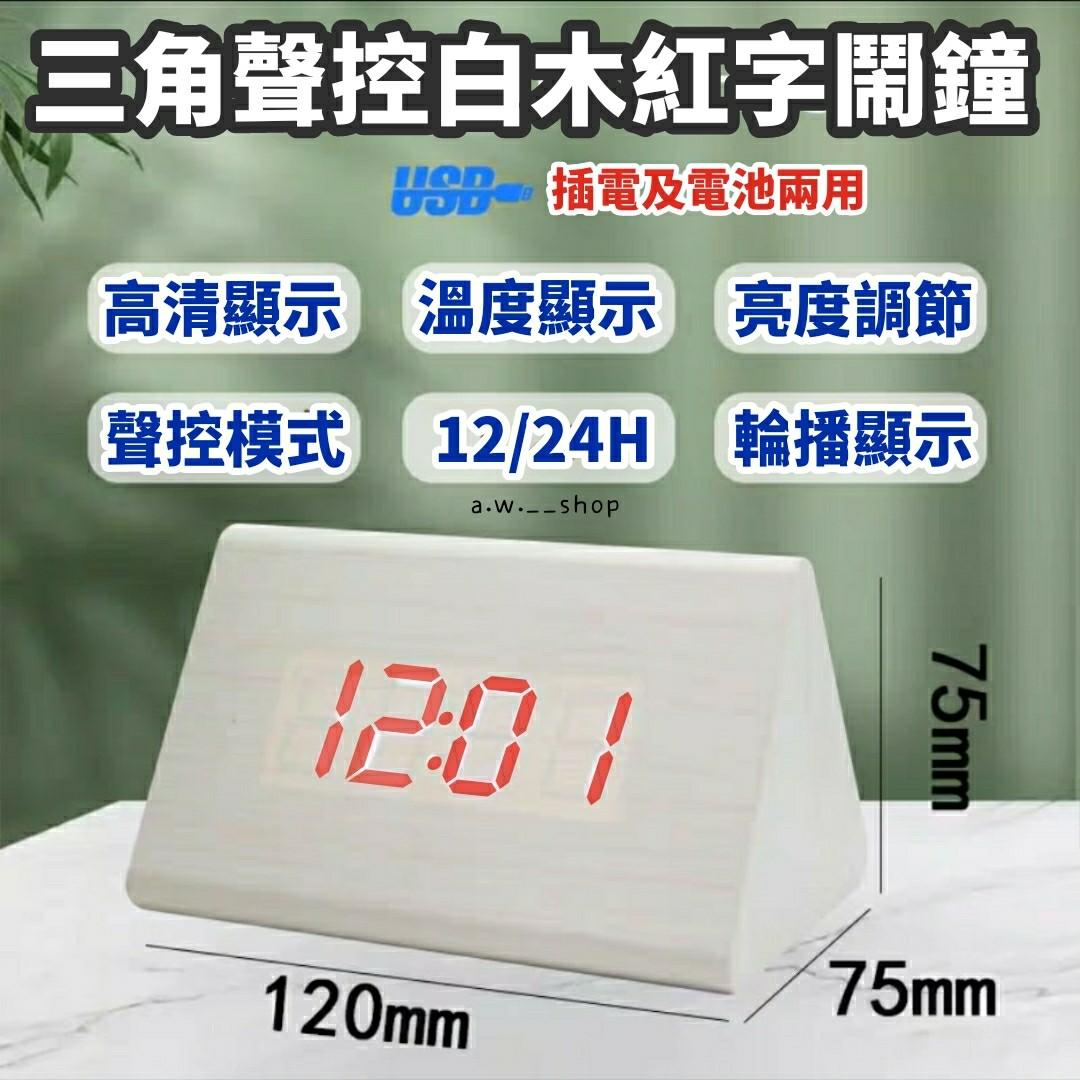 三角聲控白木紅字鬧鐘
USB 插電及電池兩用
高清顯示 溫度顯示 亮度調節
聲控模式 12/24H 輪播顯示
a.w.__shop
12:01
75mm
120mm
75mm